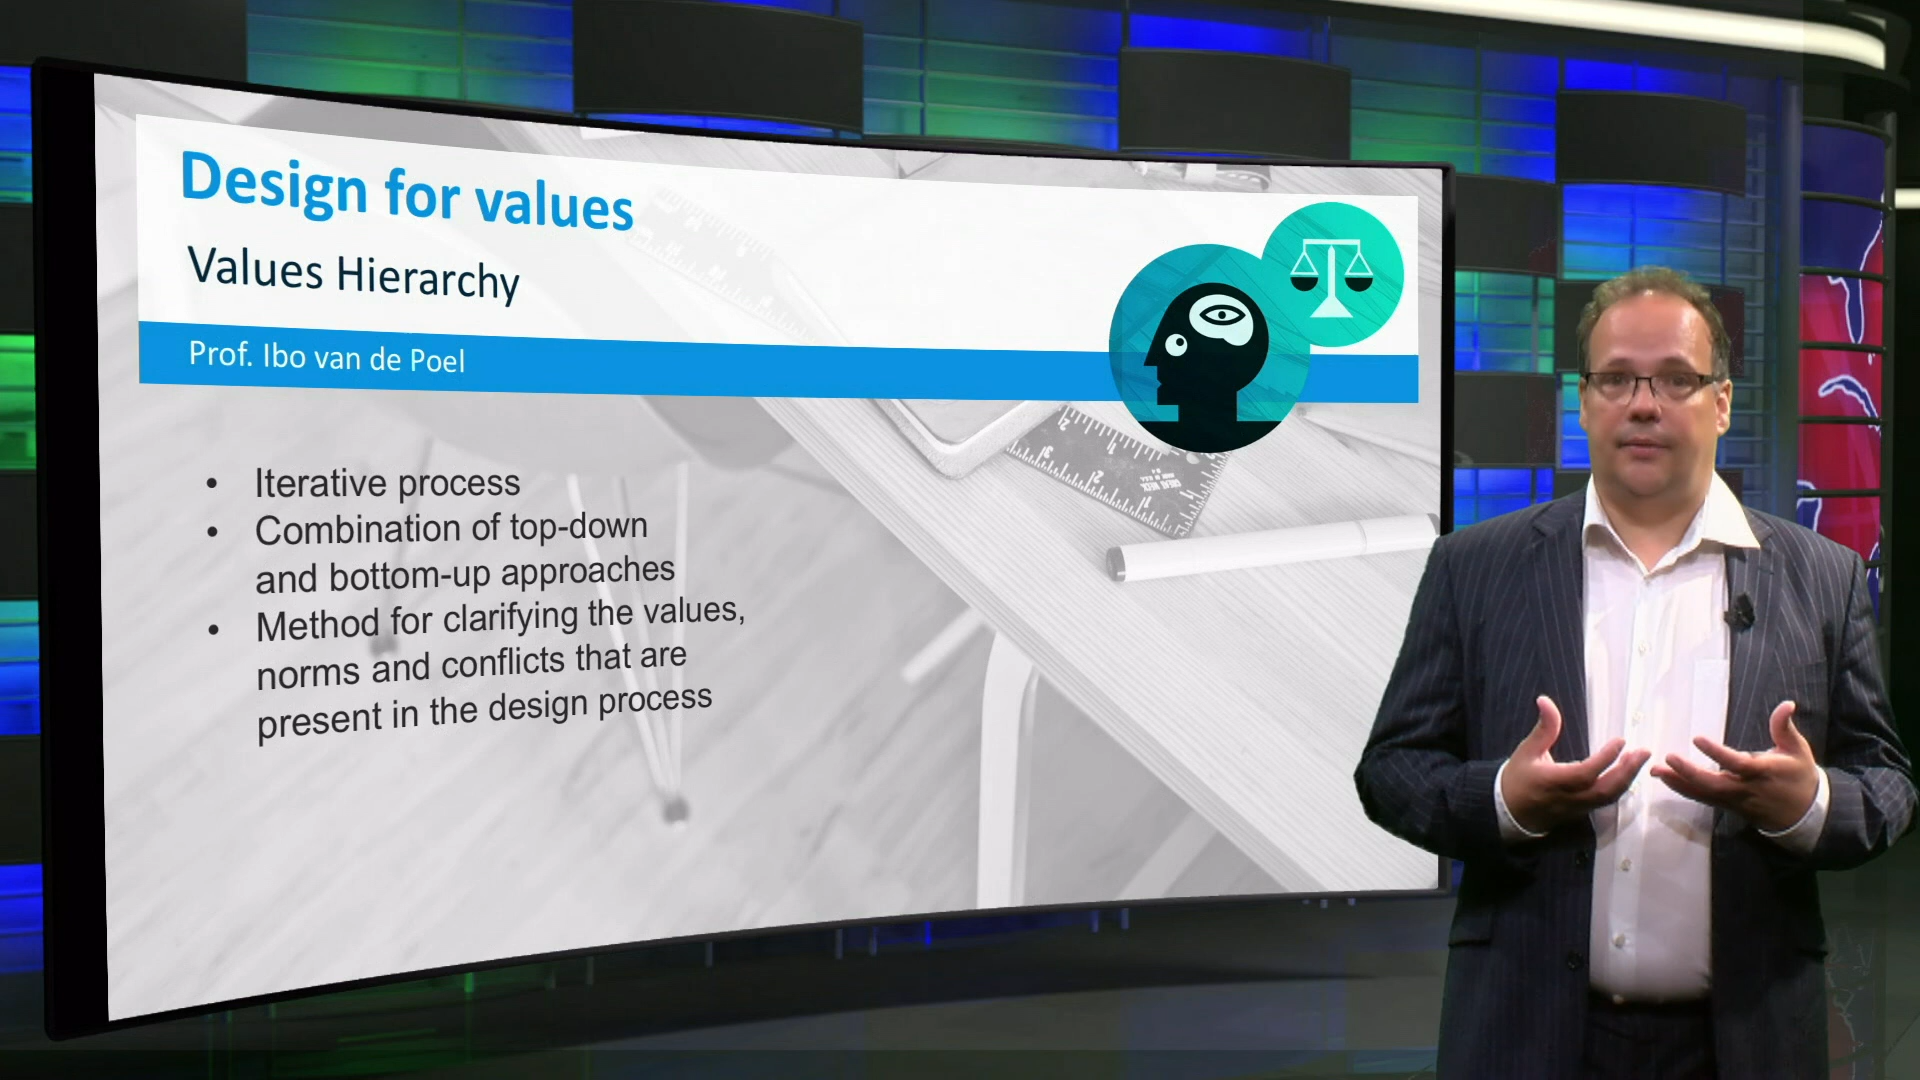 Design for values
Values Hierarchy
Prof. Ibo van de Poel
• Iterative process
• Combination of top-down
and bottom-up approaches
• Method for clarifying the values,
norms and conflicts that are
present in the design process